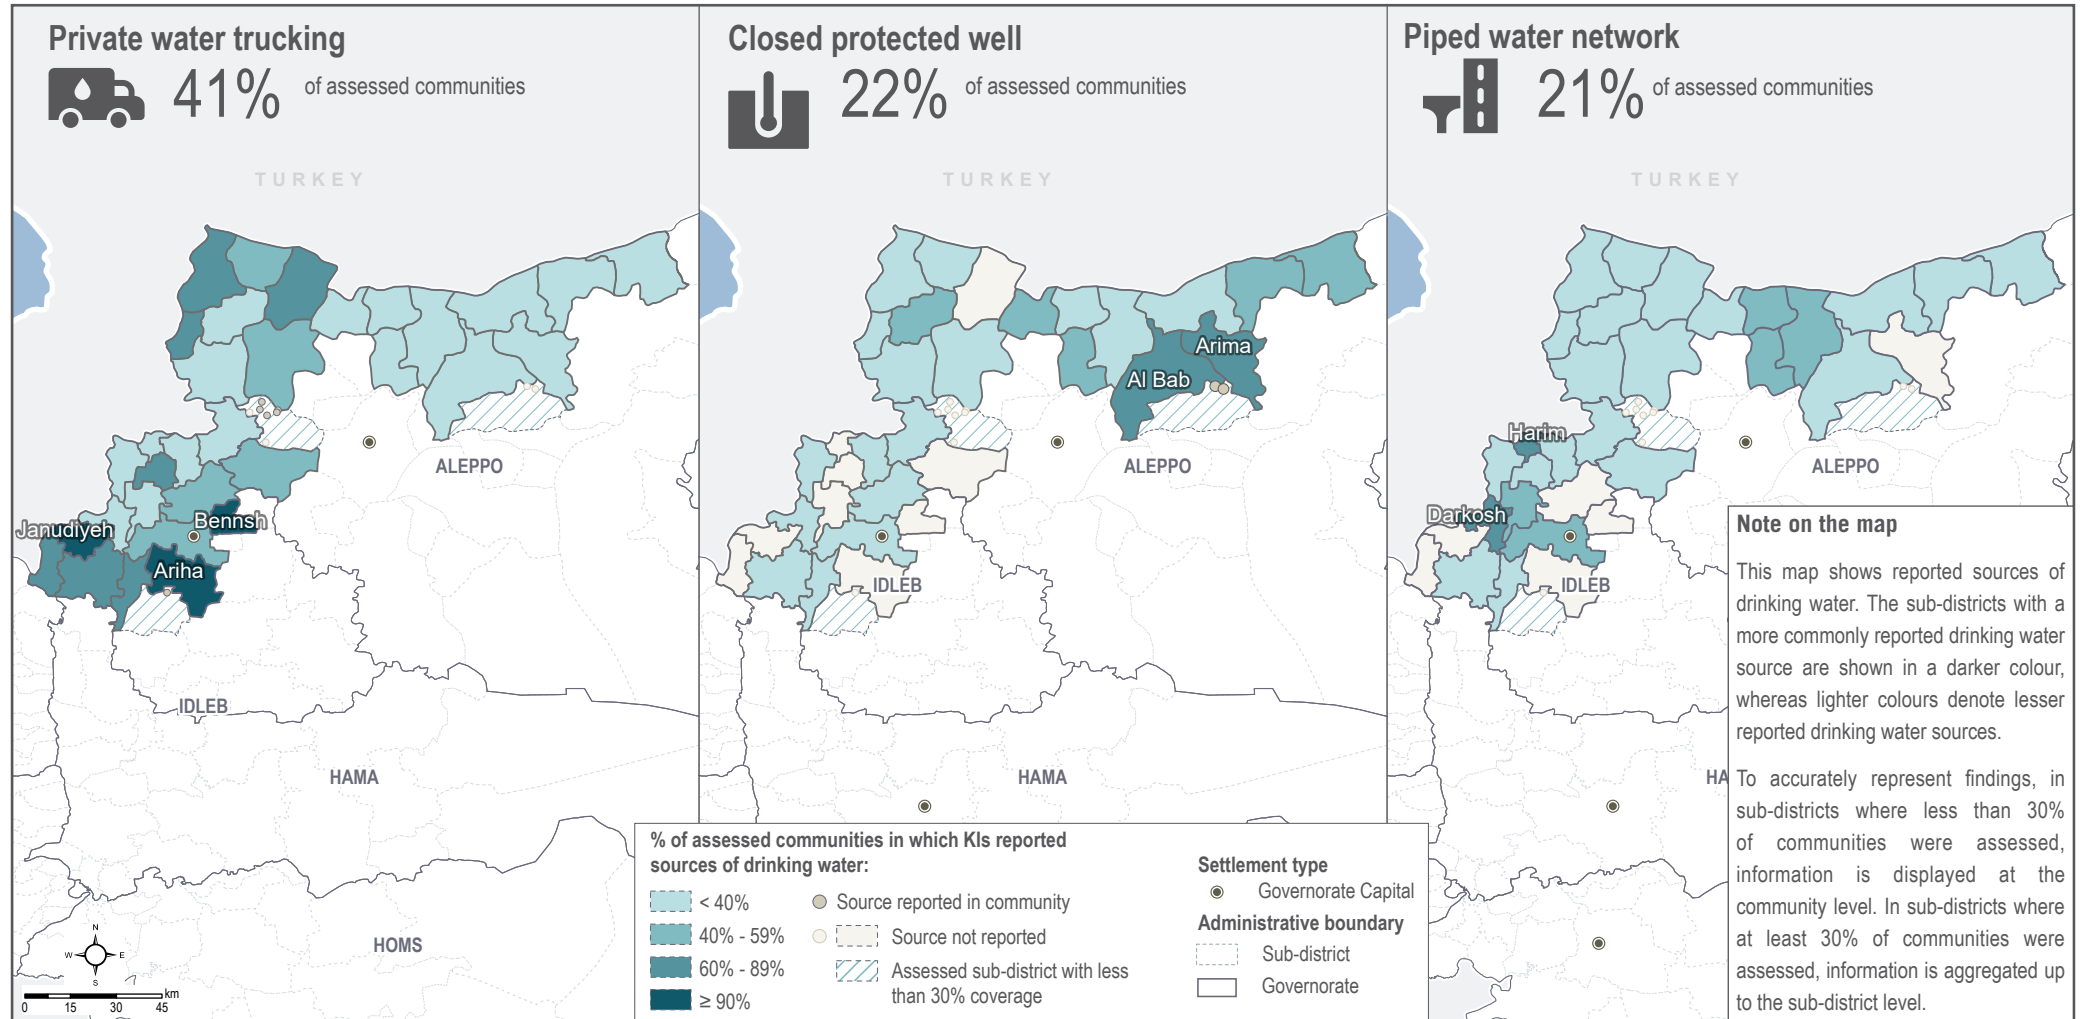 Private water trucking
41% of assessed communities
TURKEY
Janudiyeh
Bennsh
Ariha
ALEPPO
IDLEB
HAMA
HOMS
N
W E
S
km
0 15 30 45
Closed protected well
22% of assessed communities
TURKEY
Arima
Al Bab
ALEPPO
IDLEB
HAMA
Piped water network
21% of assessed communities
TURKEY
Harim
Darkosh
ALEPPO
IDLEB
HA
% of assessed communities in which KIs reported
sources of drinking water:
< 40%
40% - 59%
60% - 89%
≥ 90%
Source reported in community
Source not reported
Assessed sub-district with less
than 30% coverage
Settlement type
Governorate Capital
Administrative boundary
Sub-district
Governorate
Note on the map
This map shows reported sources of
drinking water. The sub-districts with a
more commonly reported drinking water
source are shown in a darker colour,
whereas lighter colours denote lesser
reported drinking water sources.
To accurately represent findings, in
sub-districts where less than 30%
of communities were assessed,
information is displayed at the
community level. In sub-districts where
at least 30% of communities were
assessed, information is aggregated up
to the sub-district level.